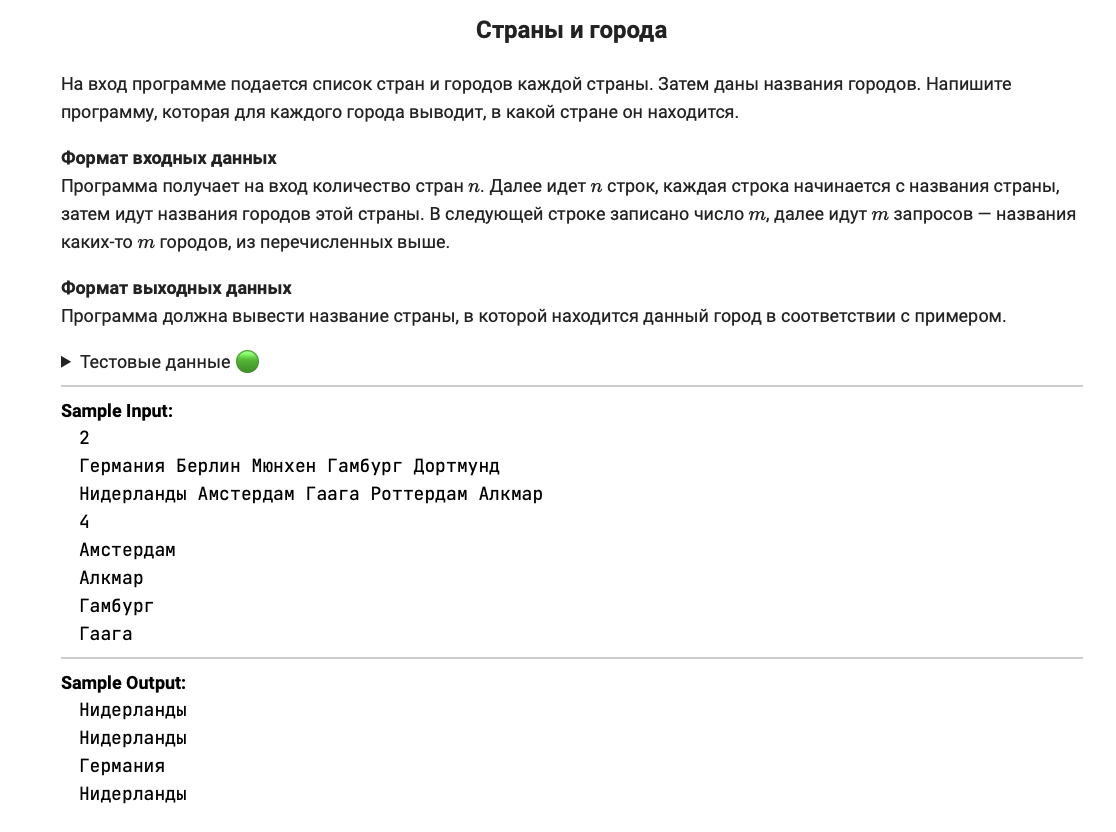 Страны и города
На вход программе подается список стран и городов каждой страны. Затем даны названия городов. Напишите
программу, которая для каждого города выводит, в какой стране он находится.
Формат входных данных
Программа получает на вход количество стран n. Далее идет n строк, каждая строка начинается с названия страны,
затем идут названия городов этой страны. В следующей строке записано число m, далее идут m запросов — названия
каких-то m городов, из перечисленных выше.
Формат выходных данных
Программа должна вывести название страны, в которой находится данный город в соответствии с примером.
Тестовые данные
Sample Input:
2
Германия Берлин Мюнхен Гамбург Дортмунд
Нидерланды Амстердам Гаага Роттердам Алкмар
4
Амстердам
Алкмар
Гамбург
Гаага
Sample Output:
Нидерланды
Нидерланды
Германия
Нидерланды